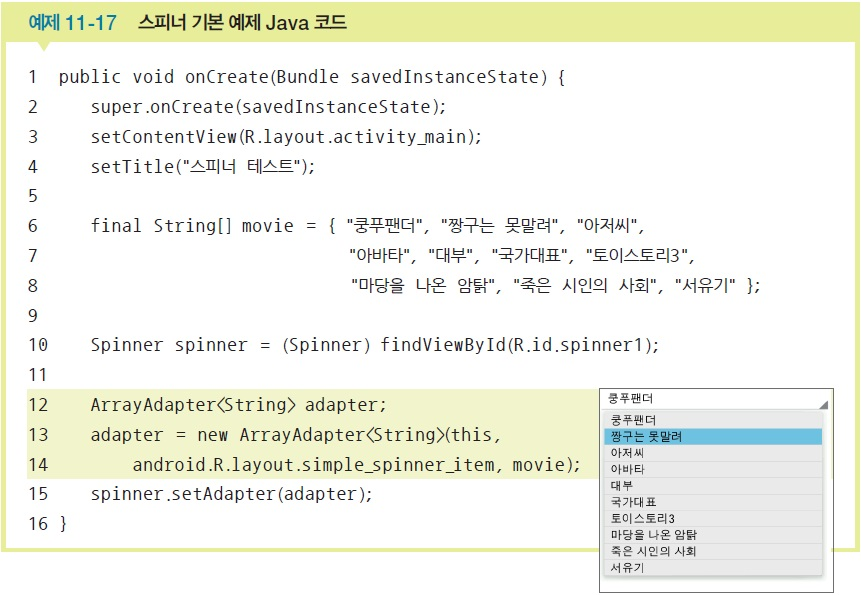 예제 11-17 스피너 기본 예제 Java 코드
1 public void onCreate(Bundle savedInstanceState) {
2 super.onCreate(savedInstanceState);
3 setContentView(R.layout.activity_main);
4 setTitle("스피너 테스트");
5
6 final String[] movie = { "쿵푸팬더", "짱구는 못말려", "아저씨",
7 "아바타", "대부", "국가대표", "토이스토리3",
8 "마당을 나온 암탉", "죽은 시인의 사회", "서유기" };
9
10 Spinner spinner = (Spinner) findViewById(R.id.spinner1);
11
12 ArrayAdapter<String> adapter;
13 adapter = new ArrayAdapter<String>(this,
14 android.R.layout.simple_spinner_item, movie);
15 spinner.setAdapter(adapter);
16 }
쿵푸팬더
쿵푸팬더
짱구는 못말려
아저씨
아바타
대부
국가대표
토이스토리3
마당을 나온 암탉
죽은 시인의 사회
서유기